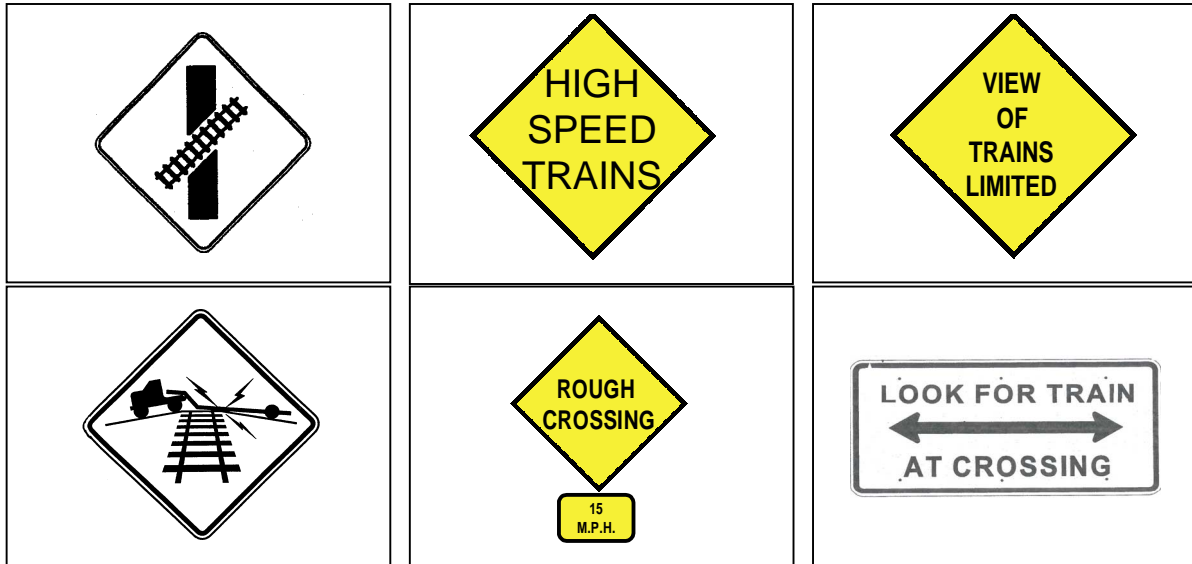 HIGH
SPEED
TRAINS
VIEW
OF
TRAINS
LIMITED
ROUGH
CROSSING
15
M.P.H.
LOOK FOR TRAIN
AT CROSSING